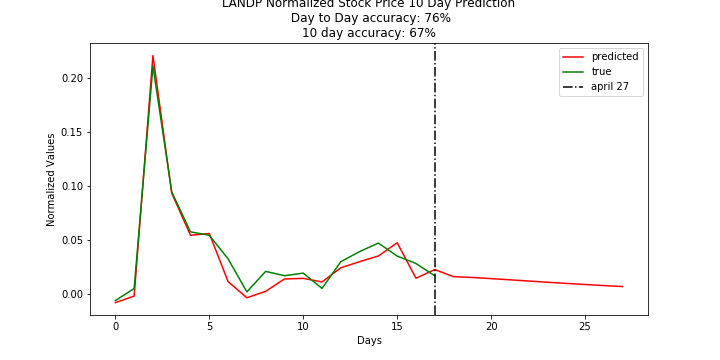 LANDP Normalized Stock Price 10 Day Prediction
Day to Day accuracy: 76%
10 day accuracy: 67%
predicted
true
april 27
0.20
0.15
0.10
0.05
0.00
Normalized Values
0
5
10
15
20
25
Days